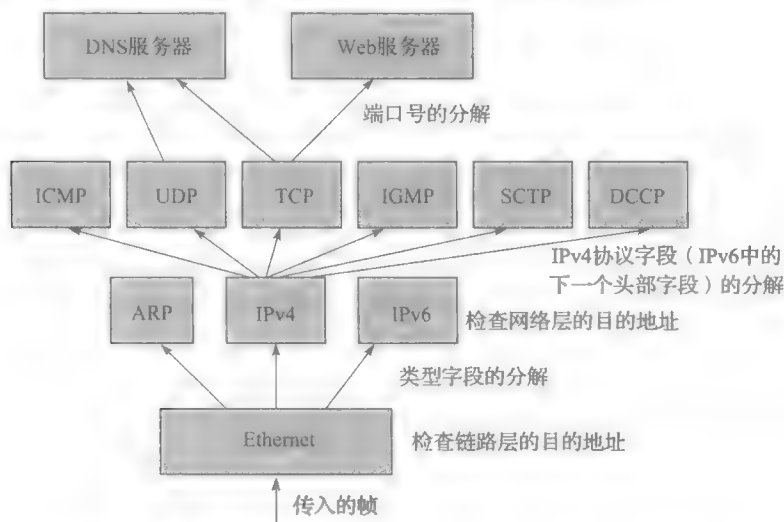 DNS服务器
Web服务器
端口号的分解
ICMP
UDP
TCP
IGMP
SCTP
DCCP
IPv4协议字段（IPv6中的
下一个头部字段）的分解
ARP
IPv4
IPv6
检查网络层的目的地址
类型字段的分解
Ethernet
检查链路层的目的地址
传入的帧